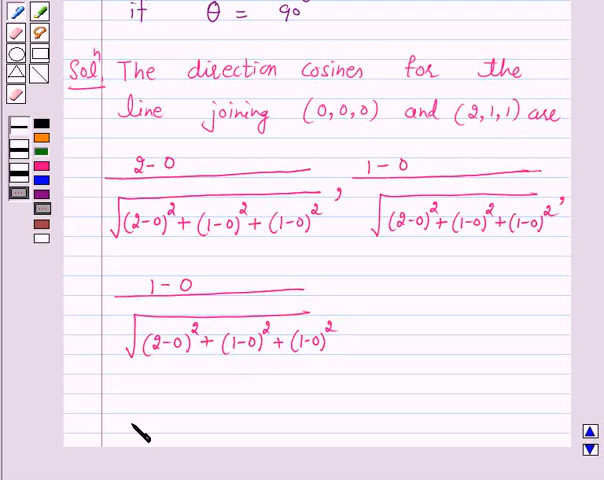 if θ = 90°
Solⁿ The direction cosines for the
line joining (0,0,0) and (2,1,1) are
2-0 / √(2-0)² + (1-0)² + (1-0)² , 1-0 / √(2-0)² + (1-0)² + (1-0)² ,
1-0 / √(2-0)² + (1-0)² + (1-0)²